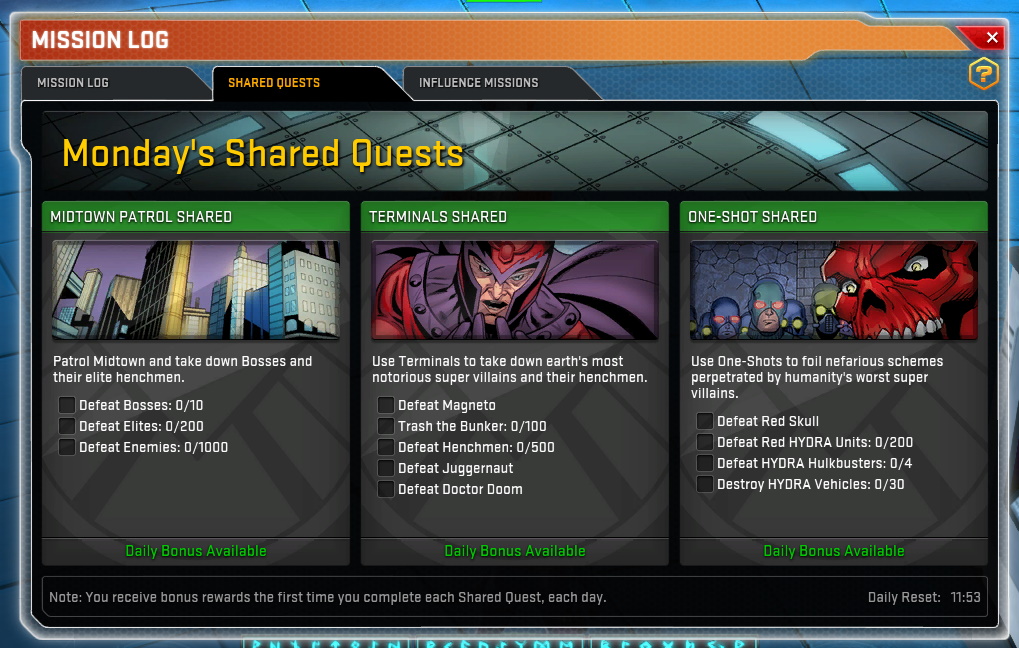 MISSION LOG
MISSION LOG
SHARED QUESTS
INFLUENCE MISSIONS
?
Monday's Shared Quests
MIDTOWN PATROL SHARED
Patrol Midtown and take down Bosses and
their elite henchmen.
Defeat Bosses: 0/10
Defeat Elites: 0/200
Defeat Enemies: 0/1000
Daily Bonus Available
TERMINALS SHARED
Use Terminals to take down earth's most
notorious super villains and their henchmen.
Defeat Magneto
Trash the Bunker: 0/100
Defeat Henchmen: 0/500
Defeat Juggernaut
Defeat Doctor Doom
Daily Bonus Available
ONE-SHOT SHARED
Use One-Shots to foil nefarious schemes
perpetrated by humanity's worst super
villains.
Defeat Red Skull
Defeat Red HYDRA Units: 0/200
Defeat HYDRA Hulkbusters: 0/4
Destroy HYDRA Vehicles: 0/30
Daily Bonus Available
Note: You receive bonus rewards the first time you complete each Shared Quest, each day.
Daily Reset: 11:53